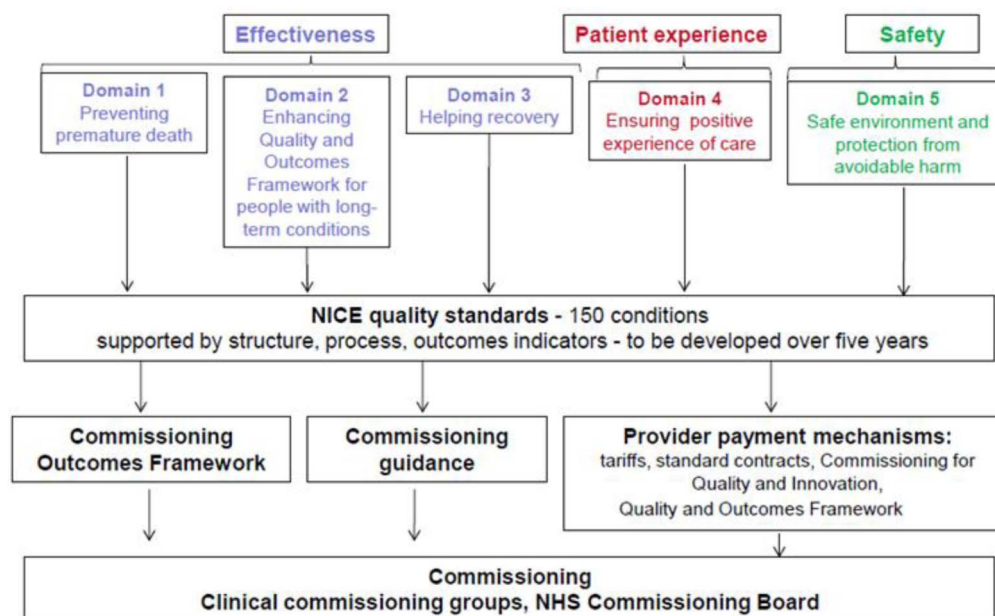 Effectiveness
Patient experience
Safety
Domain 1
Preventing
premature death
Domain 2
Enhancing
Quality and
Outcomes
Framework for
people with long-
term conditions
Domain 3
Helping recovery
Domain 4
Ensuring positive
experience of care
Domain 5
Safe environment and
protection from
avoidable harm
NICE quality standards - 150 conditions
supported by structure, process, outcomes indicators - to be developed over five years
Commissioning
Outcomes Framework
Commissioning
guidance
Provider payment mechanisms:
tariffs, standard contracts, Commissioning for
Quality and Innovation,
Quality and Outcomes Framework
Commissioning
Clinical commissioning groups, NHS Commissioning Board